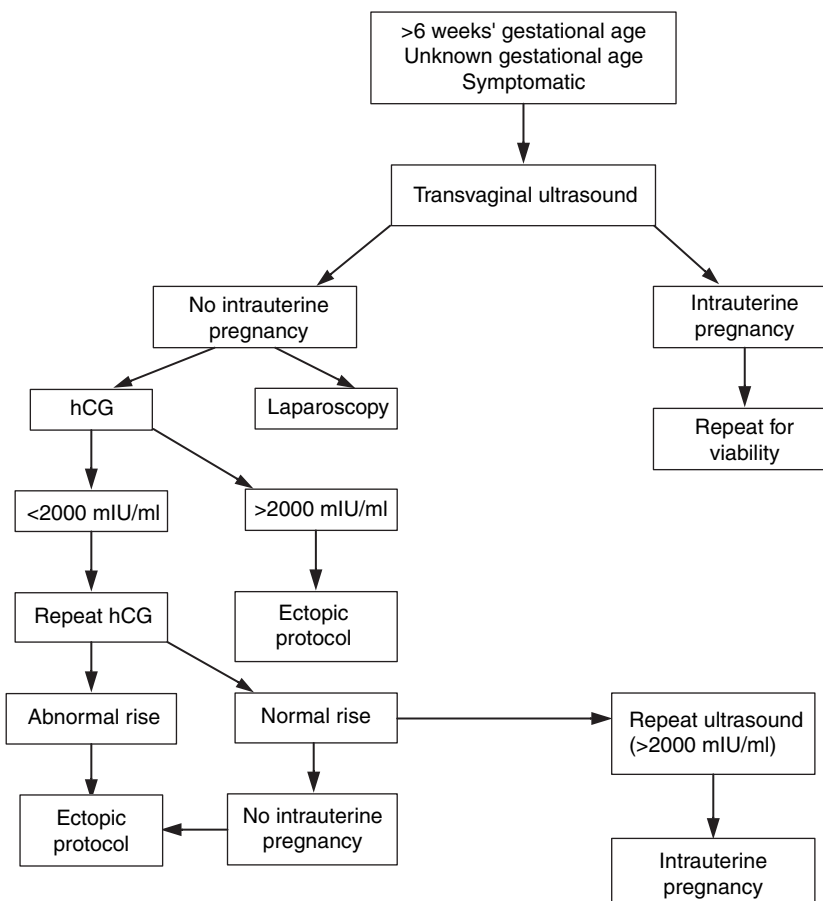 >6 weeks' gestational age
Unknown gestational age
Symptomatic
Transvaginal ultrasound
No intrauterine
pregnancy
Intrauterine
pregnancy
hCG
Laparoscopy
Repeat for
viability
<2000 mIU/ml
>2000 mIU/ml
Repeat hCG
Ectopic
protocol
Abnormal rise
Normal rise
Repeat ultrasound
(>2000 mIU/ml)
Ectopic
protocol
No intrauterine
pregnancy
Intrauterine
pregnancy